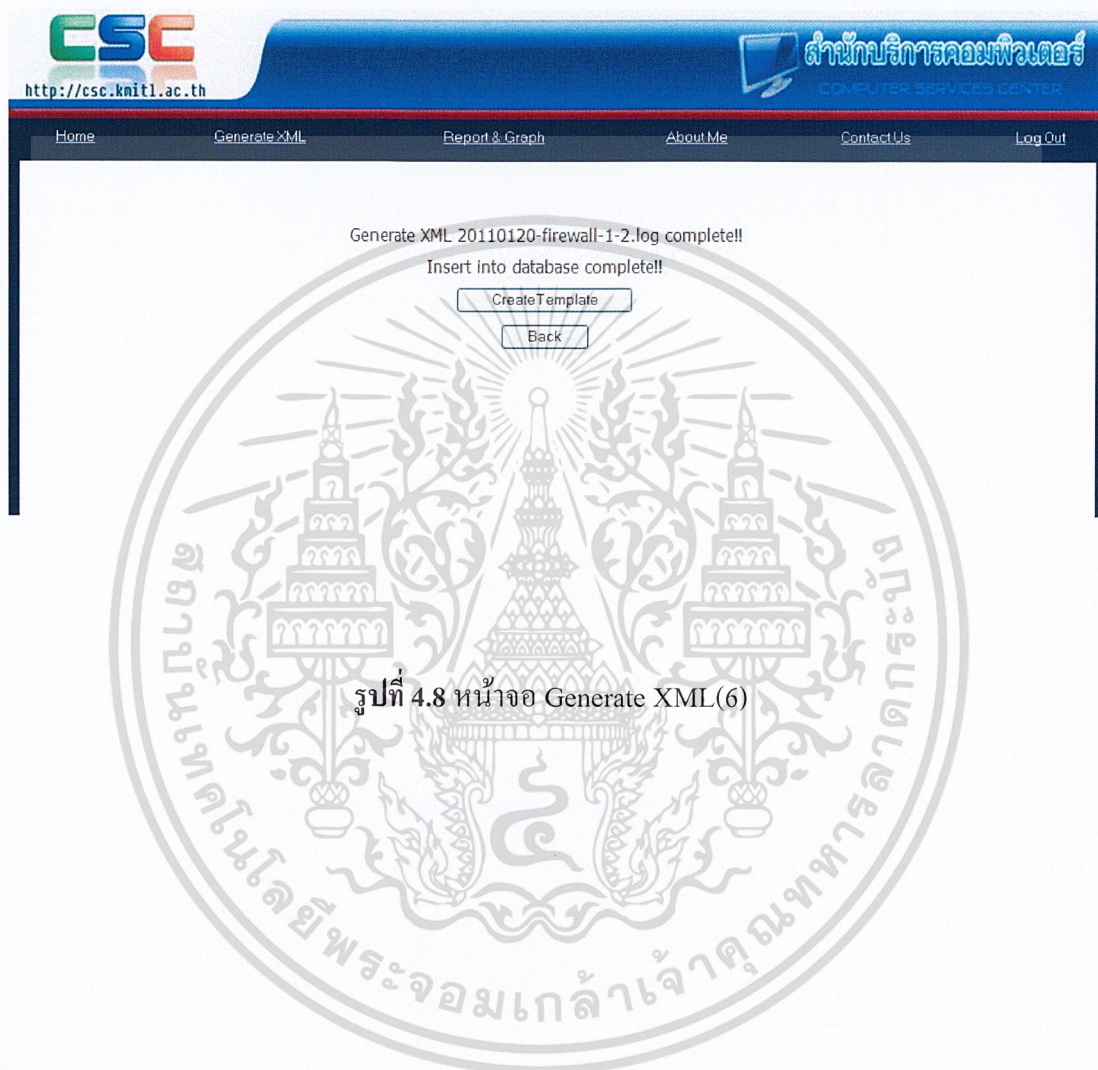 CSC
สำนักบริการคอมพิวเตอร์
COMPUTER SERVICES CENTER
http://csc.kmitl.ac.th
Home Generate XML Report & Graph About Me Contact Us Log Out
Generate XML 20110120-firewall-1-2.log complete!!
Insert into database complete!!
CreateTemplate
Back
รูปที่ 4.8 หน้าจอ Generate XML(6)
สถาบันเทคโนโลยีพระจอมเกล้าเจ้าคุณทหารลาดกระบัง